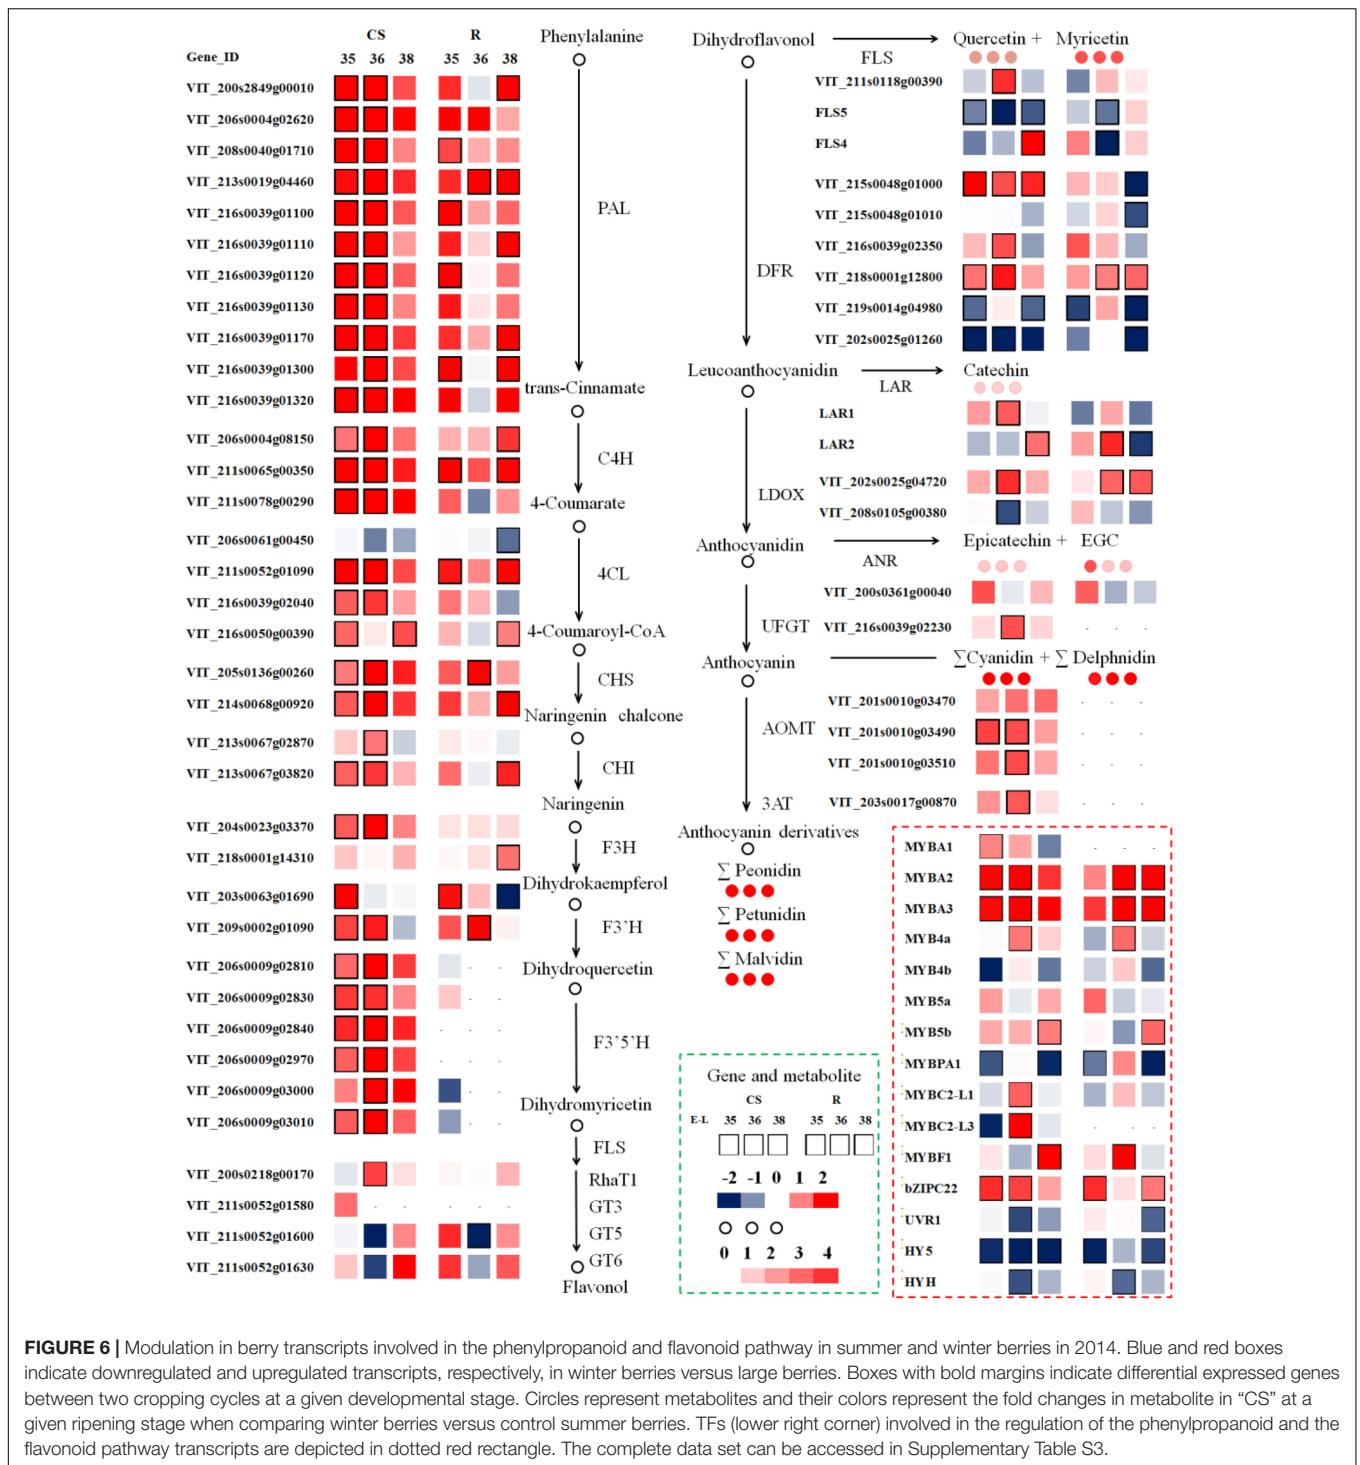 CS R
Gene_ID 35 36 38 35 36 38
VIT_200s2849g00010
VIT_206s0004g02620
VIT_208s0040g01710
VIT_213s0019g04460
VIT_216s0039g01100
VIT_216s0039g01110
VIT_216s0039g01120
VIT_216s0039g01130
VIT_216s0039g01170
VIT_216s0039g01300
VIT_216s0039g01320
VIT_206s0004g08150
VIT_211s0065g00350
VIT_211s0078g00290
VIT_206s0061g00450
VIT_211s0052g01090
VIT_216s0039g02040
VIT_216s0050g00390
VIT_205s0136g00260
VIT_214s0068g00920
VIT_213s0067g02870
VIT_213s0067g03820
VIT_204s0023g03370
VIT_218s0001g14310
VIT_203s0063g01690
VIT_209s0002g01090
VIT_206s0009g02810 - -
VIT_206s0009g02830 - -
VIT_206s0009g02840 - - -
VIT_206s0009g02970 - - -
VIT_206s0009g03000 - -
VIT_206s0009g03010 - -
VIT_200s0218g00170
VIT_211s0052g01580 - - - - -
VIT_211s0052g01600
VIT_211s0052g01630
Phenylalanine
PAL
trans-Cinnamate
C4H
4-Coumarate
4CL
4-Coumaroyl-CoA
CHS
Naringenin chalcone
CHI
Naringenin
F3H
Dihydrokaempferol
F3'H
Dihydroquercetin
F3'5'H
Dihydromyricetin
FLS
RhaT1
GT3
GT5
GT6
Flavonol
Dihydroflavonol
FLS
Quercetin + Myricetin
VIT_211s0118g00390
FLS5
FLS4
VIT_215s0048g01000
VIT_215s0048g01010
VIT_216s0039g02350
DFR
VIT_218s0001g12800
VIT_219s0014g04980
VIT_202s0025g01260
Leucoanthocyanidin
LAR
Catechin
LAR1
LAR2
VIT_202s0025g04720
LDOX
VIT_208s0105g00380
Anthocyanidin
ANR
Epicatechin + EGC
VIT_200s0361g00040
UFGT
VIT_216s0039g02230 - - -
Anthocyanin
∑Cyanidin + ∑ Delphnidin
VIT_201s0010g03470 - - -
AOMT
VIT_201s0010g03490 - - -
VIT_201s0010g03510 - - -
3AT
VIT_203s0017g00870 - - -
Anthocyanin derivatives
∑ Peonidin
∑ Petunidin
∑ Malvidin
MYBA1 - - -
MYBA2
MYBA3
MYB4a
MYB4b
MYB5a
MYB5b
MYBPA1
MYBC2-L1
MYBC2-L3 - - -
MYBF1
bZIPC22
UVR1
HY5
HYH
Gene and metabolite
CS R
E-L 35 36 38 35 36 38
-2 -1 0 1 2
0 1 2 3 4
FIGURE 6 | Modulation in berry transcripts involved in the phenylpropanoid and flavonoid pathway in summer and winter berries in 2014. Blue and red boxes
indicate downregulated and upregulated transcripts, respectively, in winter berries versus large berries. Boxes with bold margins indicate differential expressed genes
between two cropping cycles at a given developmental stage. Circles represent metabolites and their colors represent the fold changes in metabolite in “CS” at a
given ripening stage when comparing winter berries versus control summer berries. TFs (lower right corner) involved in the regulation of the phenylpropanoid and the
flavonoid pathway transcripts are depicted in dotted red rectangle. The complete data set can be accessed in Supplementary Table S3.